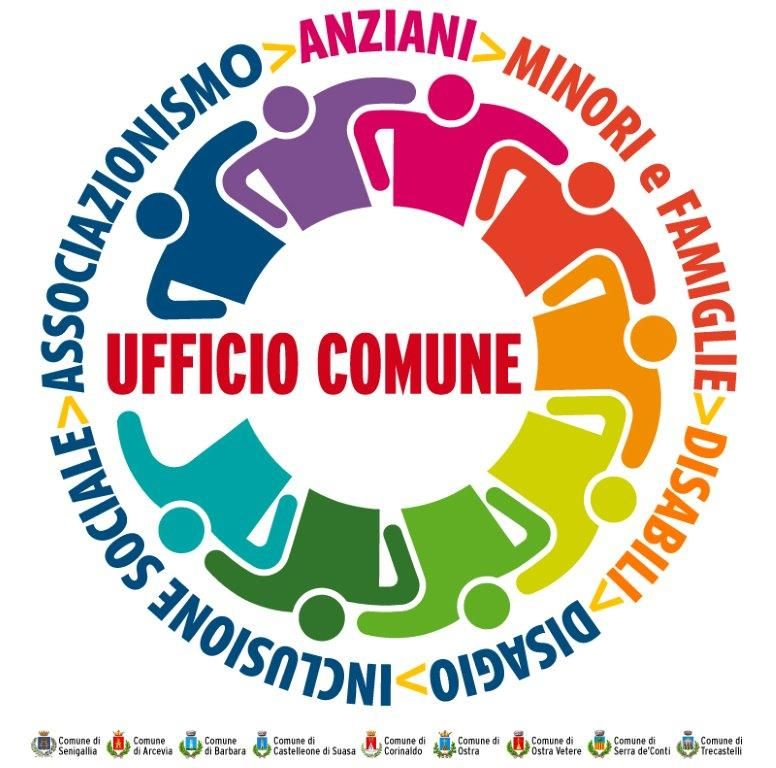 ASSOCIAZIONISMO > ANZIANI > MINORI e FAMIGLIE > DISABILI > DISAGIO > INCLUSIONE SOCIALE >
UFFICIO COMUNE
Comune di
Senigallia
Comune
di Arcevia
Comune
di Barbara
Comune di
Castelleone di Suasa
Comune di
Corinaldo
Comune di
Ostra
Comune di
Ostra Vetere
Comune di
Serra de'Conti
Comune di
Trecastelli